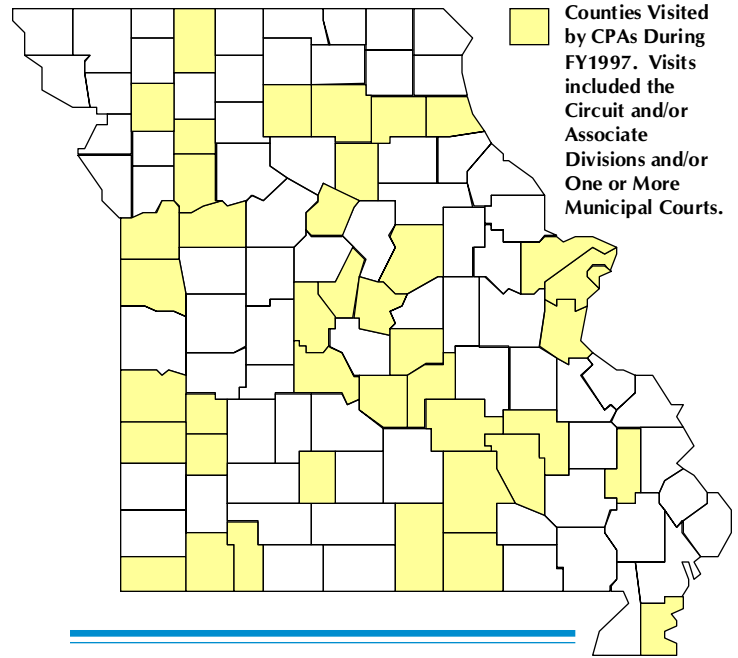 Counties Visited
by CPAs During
FY1997. Visits
included the
Circuit and/or
Associate
Divisions and/or
One or More
Municipal Courts.